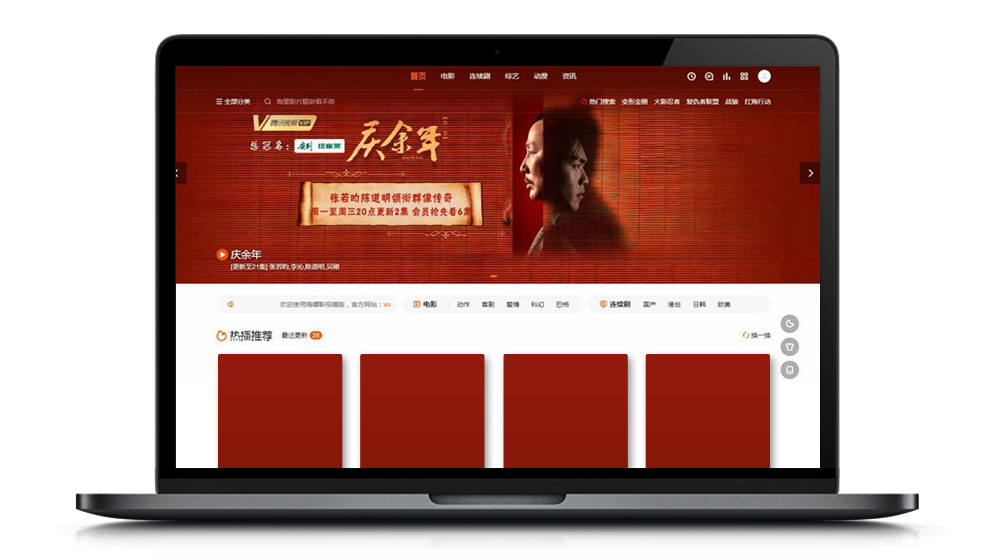 首页 电影 连续剧 综艺 动漫 资讯
全部分类 海量影片精彩看不停 热门搜索 变形金刚 火影忍者 复仇者联盟 战狼 红海行动
腾讯视频 VIP
总冠名：
庆余年
张若昀陈道明领衔群像传奇
周一至周三20点更新2集 会员抢先看6集
庆余年
[更新至21集] 张若昀,李沁,陈道明,吴刚
欢迎使用海螺影视模版，官方网站： 电影 动作 喜剧 爱情 科幻 恐怖 连续剧 国产 港台 日韩 欧美
热播推荐 最近更新 28 换一换